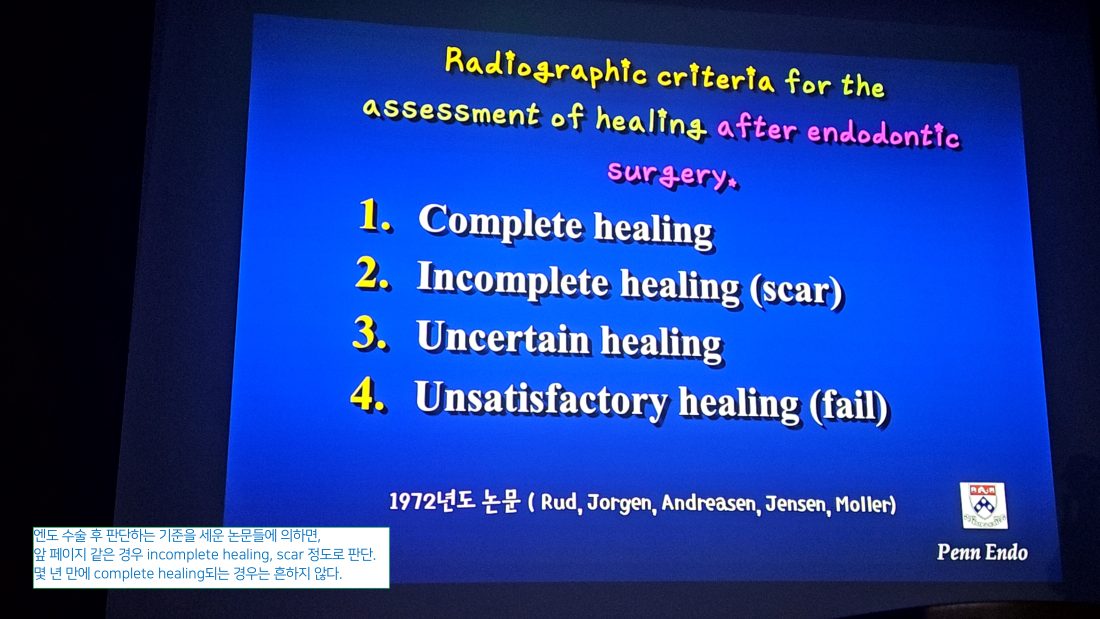 Radiographic criteria for the
assessment of healing after endodontic
surgery.
1. Complete healing
2. Incomplete healing (scar)
3. Uncertain healing
4. Unsatisfactory healing (fail)
1972년도 논문 ( Rud, Jorgen, Andreasen, Jensen, Moller)
Penn Endo
엔도 수술 후 판단하는 기준을 세운 논문들에 의하면,
앞 페이지 같은 경우 incomplete healing, scar 정도로 판단.
몇 년 만에 complete healing되는 경우는 흔하지 않다.